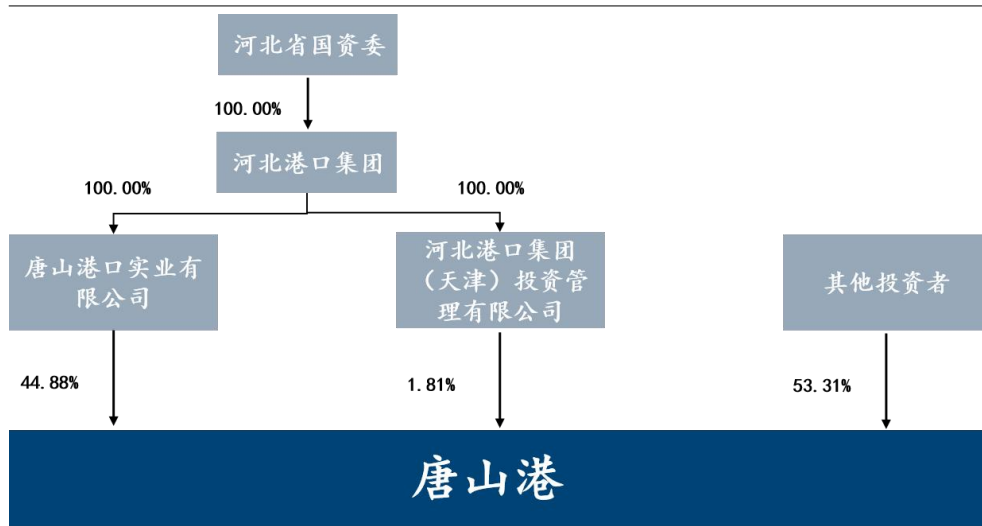 河北省国资委
100.00%
河北港口集团
100.00%
100.00%
唐山港口实业有
限公司
河北港口集团
（天津）投资管
理有限公司
其他投资者
44.88%
1.81%
53.31%
唐山港